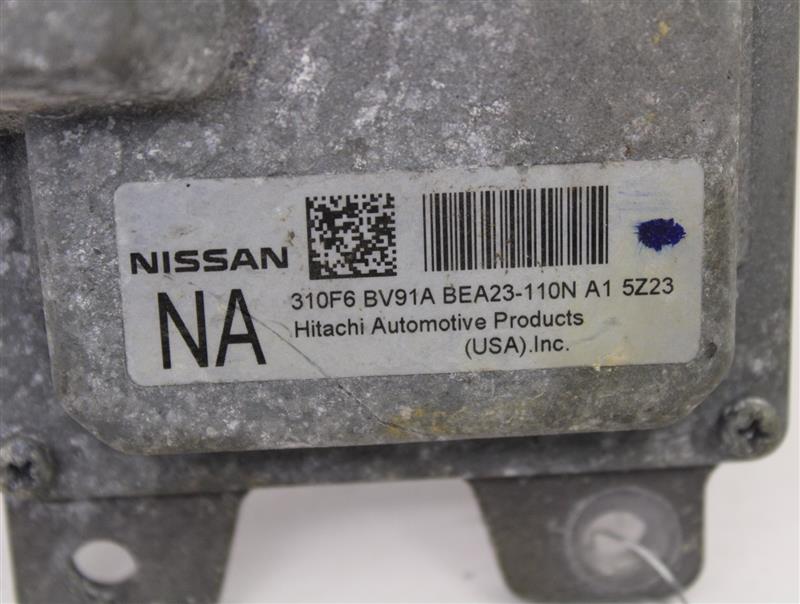 NISSAN
NA
310F6 BV91A BEA23-110N A1 5Z23
Hitachi Automotive Products
(USA).Inc.